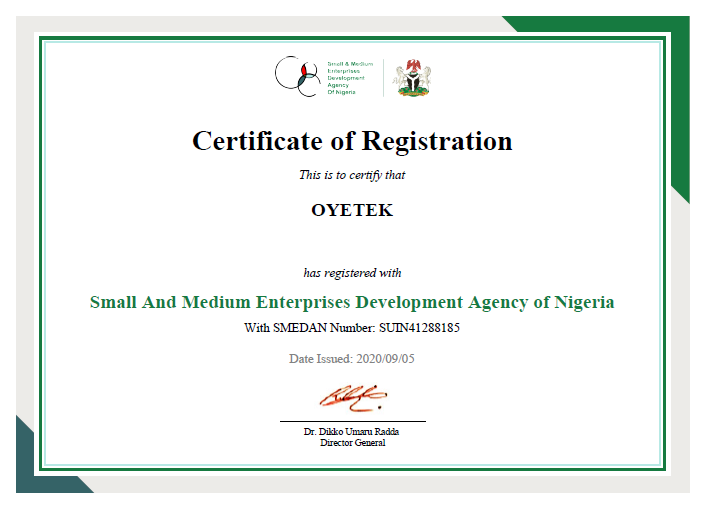 Small & Medium
Enterprises
Development
Agency
Of Nigeria
Certificate of Registration
This is to certify that
OYETEK
has registered with
Small And Medium Enterprises Development Agency of Nigeria
With SMEDAN Number: SUIN41288185
Date Issued: 2020/09/05
Dr. Dikko Umaru Radda
Director General